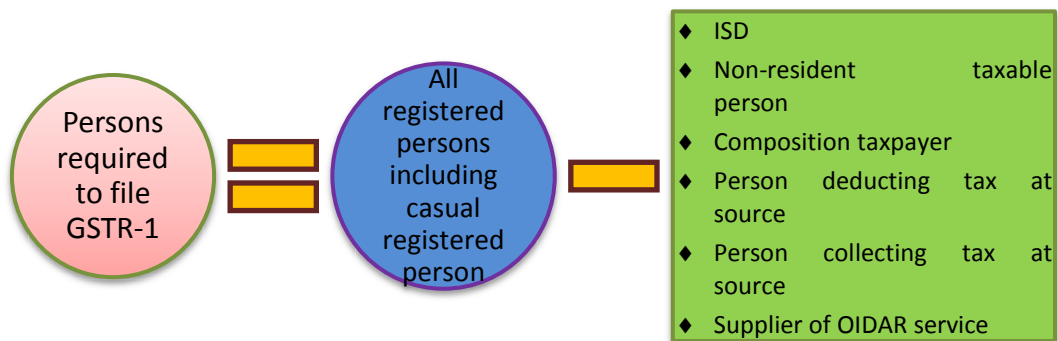 Persons
required
to file
GSTR-1
All
registered
persons
including
casual
registered
person
♦ ISD
♦ Non-resident taxable
person
♦ Composition taxpayer
♦ Person deducting tax at
source
♦ Person collecting tax at
source
♦ Supplier of OIDAR service